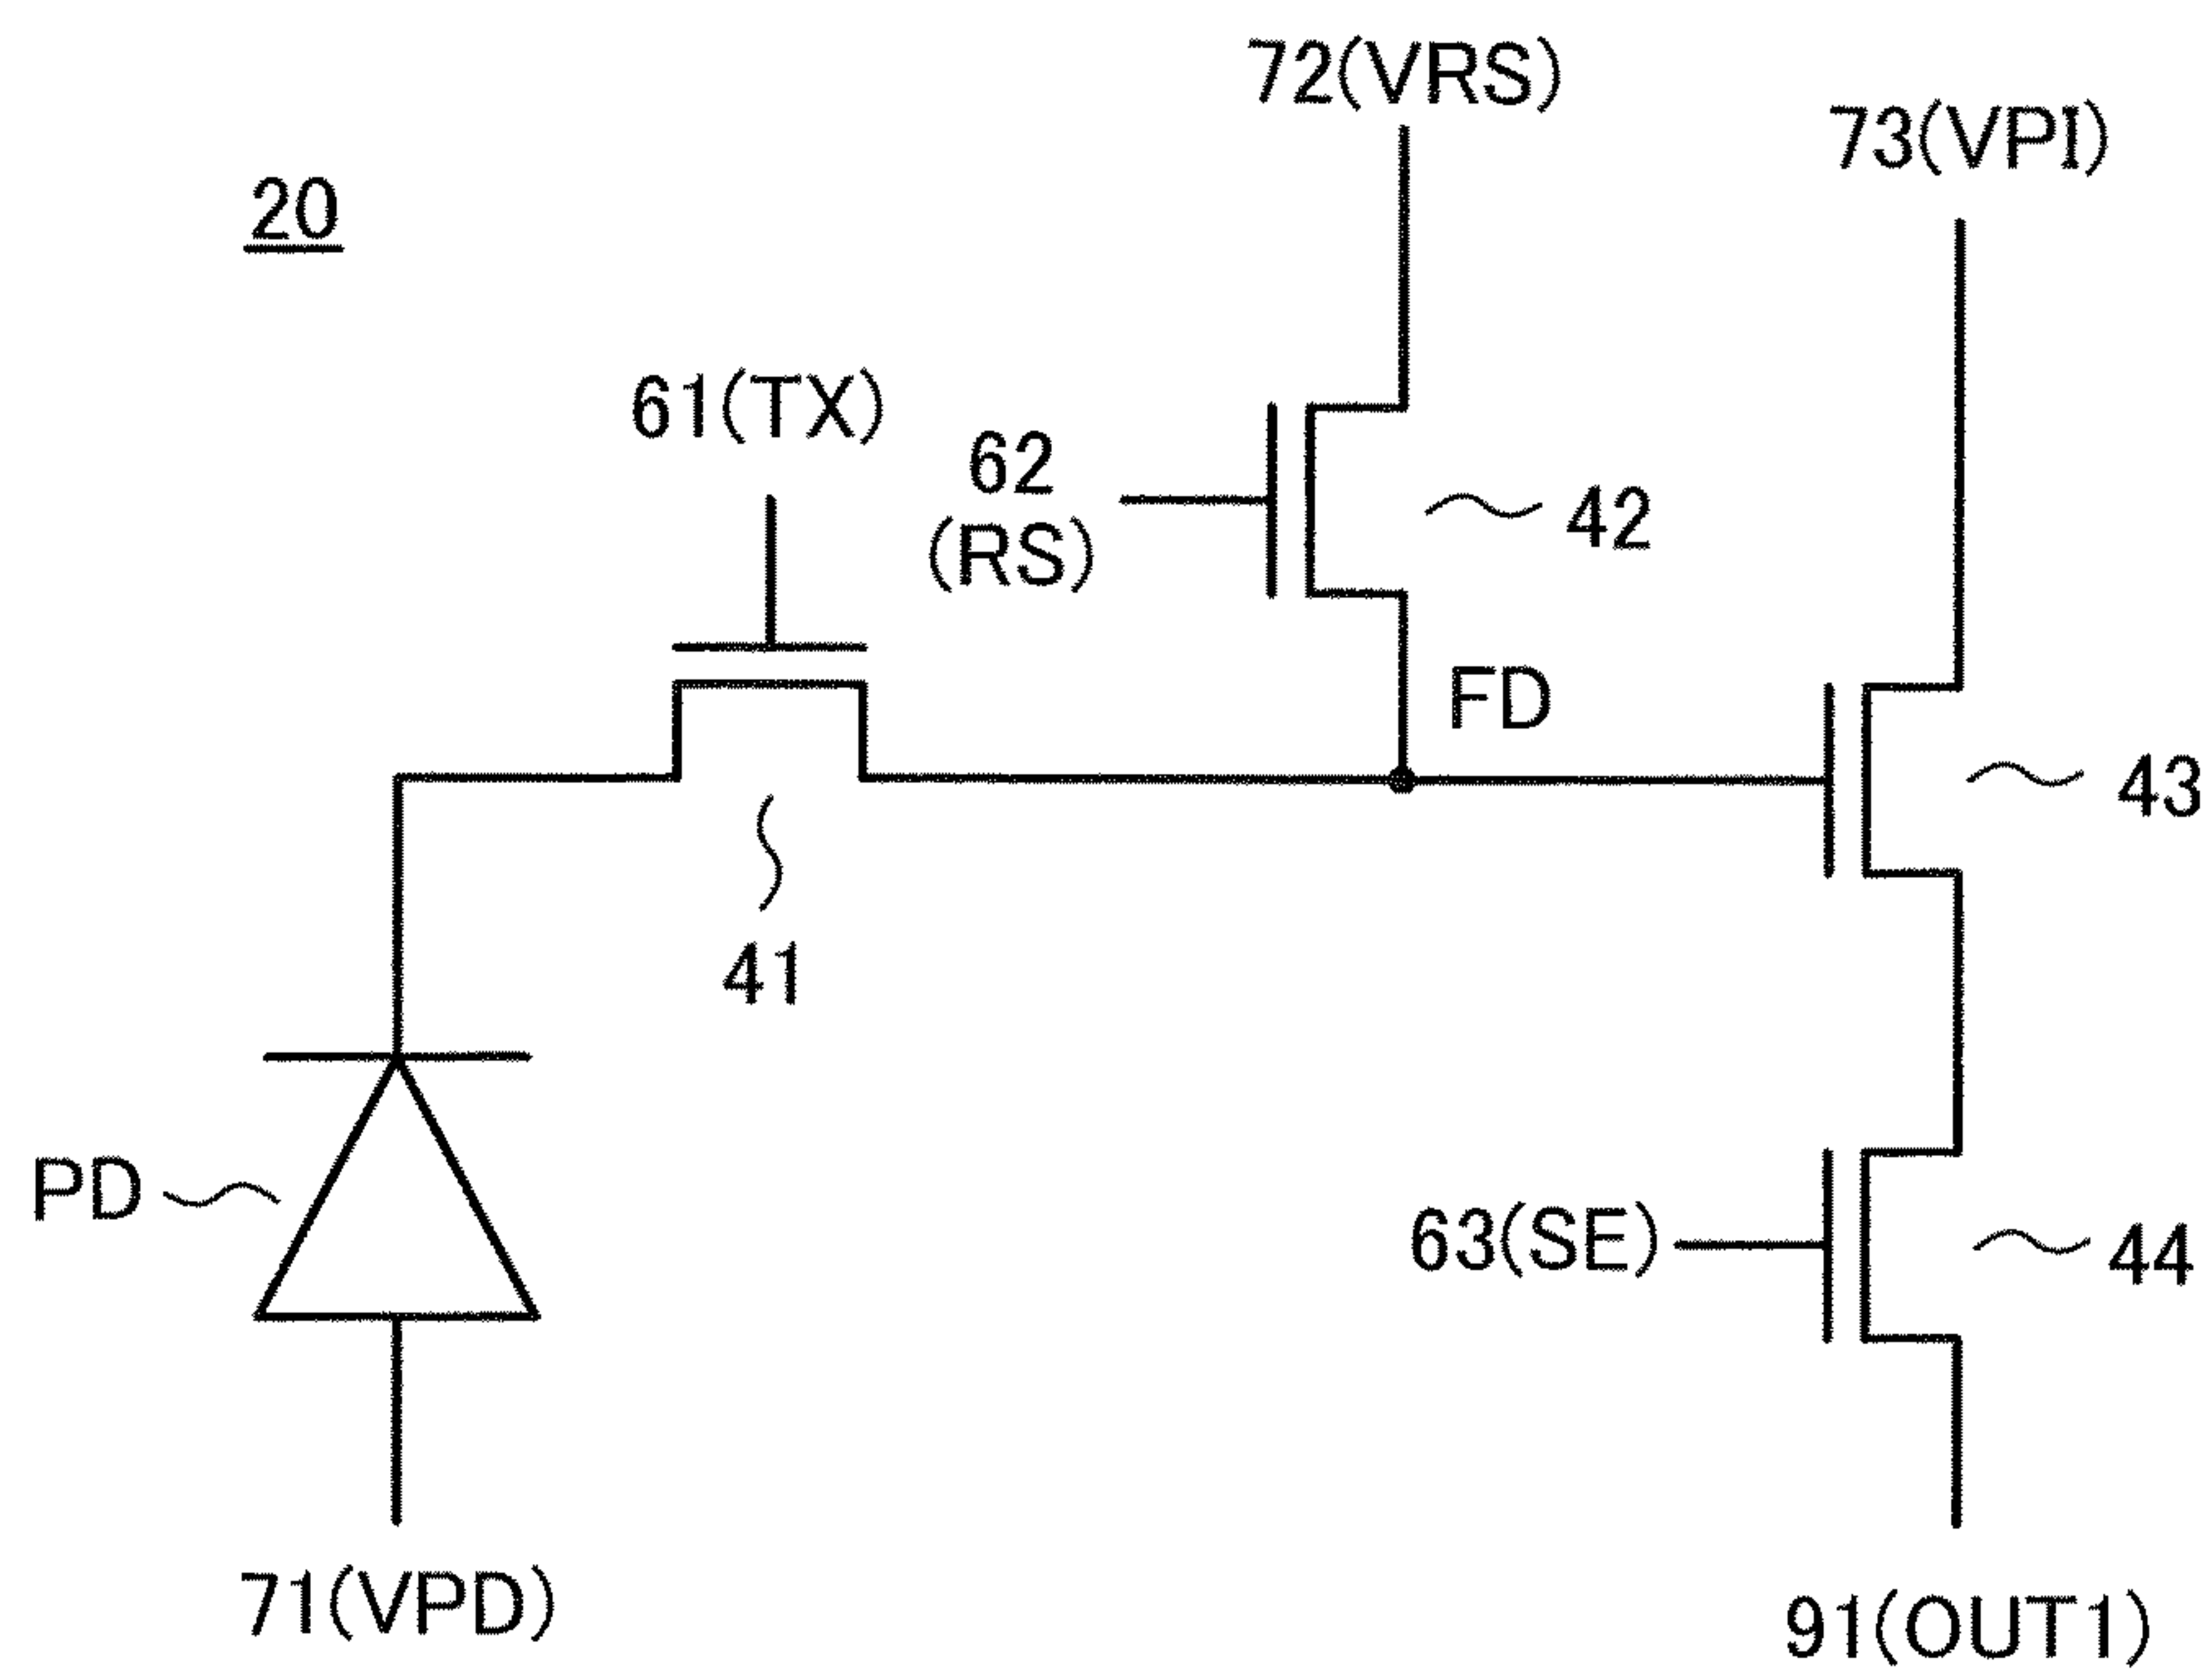 72(VRS)
73(VPI)
20
61(TX)
62
(RS)
42
FD
43
41
PD
63(SE)
44
71(VPD)
91(OUT1)